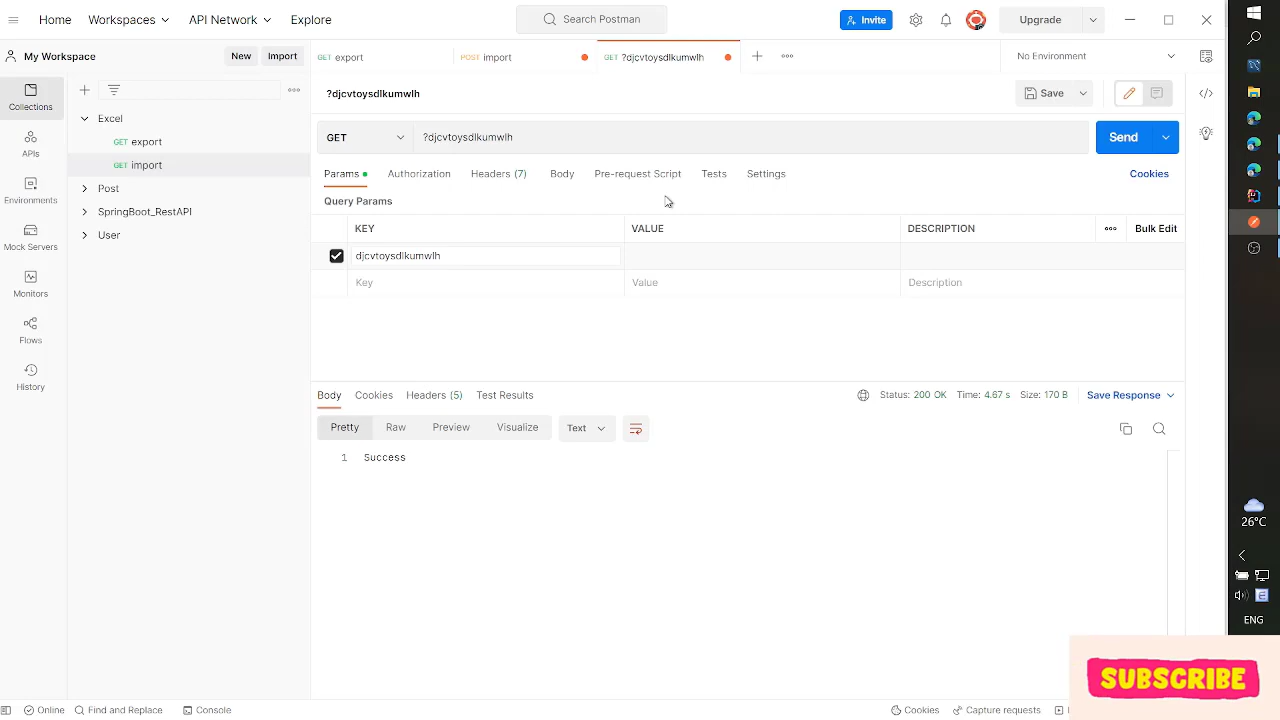 Home Workspaces API Network Explore Search Postman Invite Upgrade
My Workspace New Import GET export POST import GET ?djcvtoysdlkumwlh No Environment
Collections
APIs
Environments
Mock Servers
Monitors
Flows
History
Excel
GET export
GET import
Post
SpringBoot_RestAPI
User
?djcvtoysdlkumwlh Save
GET ?djcvtoysdlkumwlh Send
Params Authorization Headers (7) Body Pre-request Script Tests Settings Cookies
Query Params
KEY VALUE DESCRIPTION Bulk Edit
djcvtoysdlkumwlh
Key Value Description
Body Cookies Headers (5) Test Results Status: 200 OK Time: 4.67 s Size: 170 B Save Response
Pretty Raw Preview Visualize Text
1 Success
26°C
ENG
SUBSCRIBE
Online Find and Replace Console Cookies Capture requests